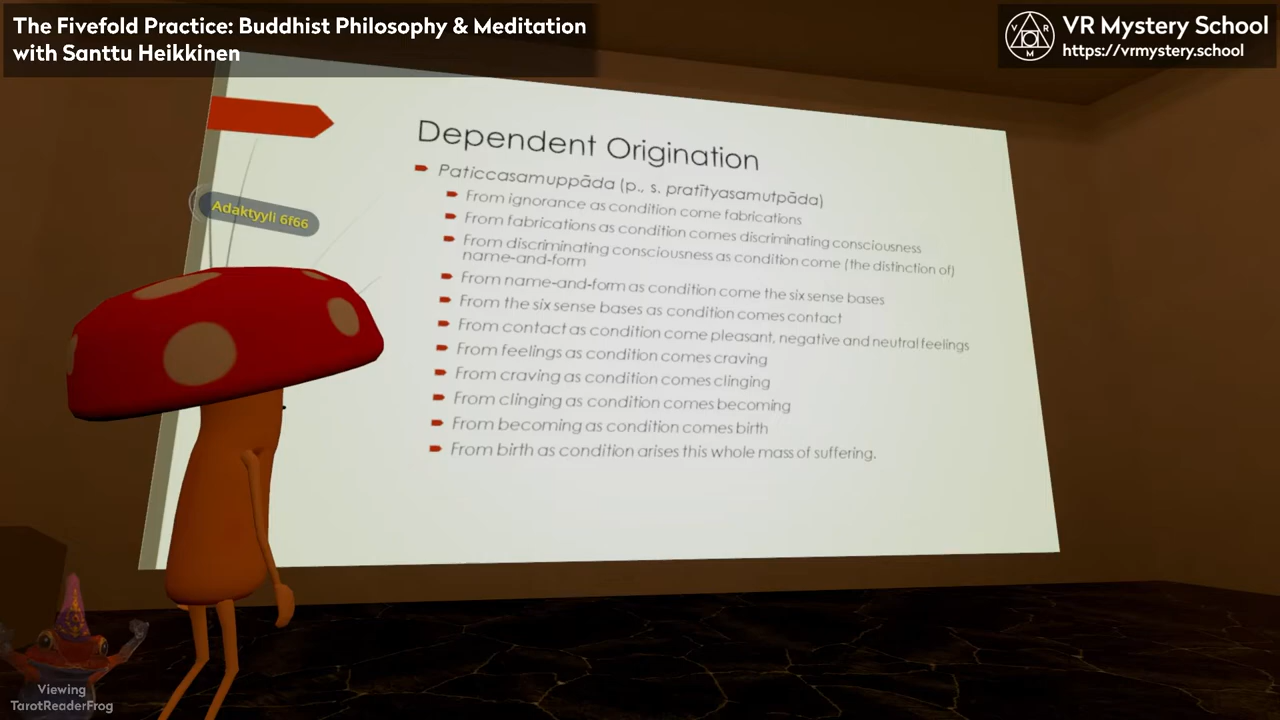 The Fivefold Practice: Buddhist Philosophy & Meditation
with Santtu Heikkinen
V R
M
VR Mystery School
https://vrmystery.school
Dependent Origination
Paticcasamuppāda (p., s. pratītyasamutpāda)
From ignorance as condition come fabrications
From fabrications as condition comes discriminating consciousness
From discriminating consciousness as condition come (the distinction of)
name-and-form
From name-and-form as condition come the six sense bases
From the six sense bases as condition comes contact
From contact as condition come pleasant, negative and neutral feelings
From feelings as condition comes craving
From craving as condition comes clinging
From clinging as condition comes becoming
From becoming as condition comes birth
From birth as condition arises this whole mass of suffering.
Adaktyyli 6f66
Viewing
TarotReaderFrog